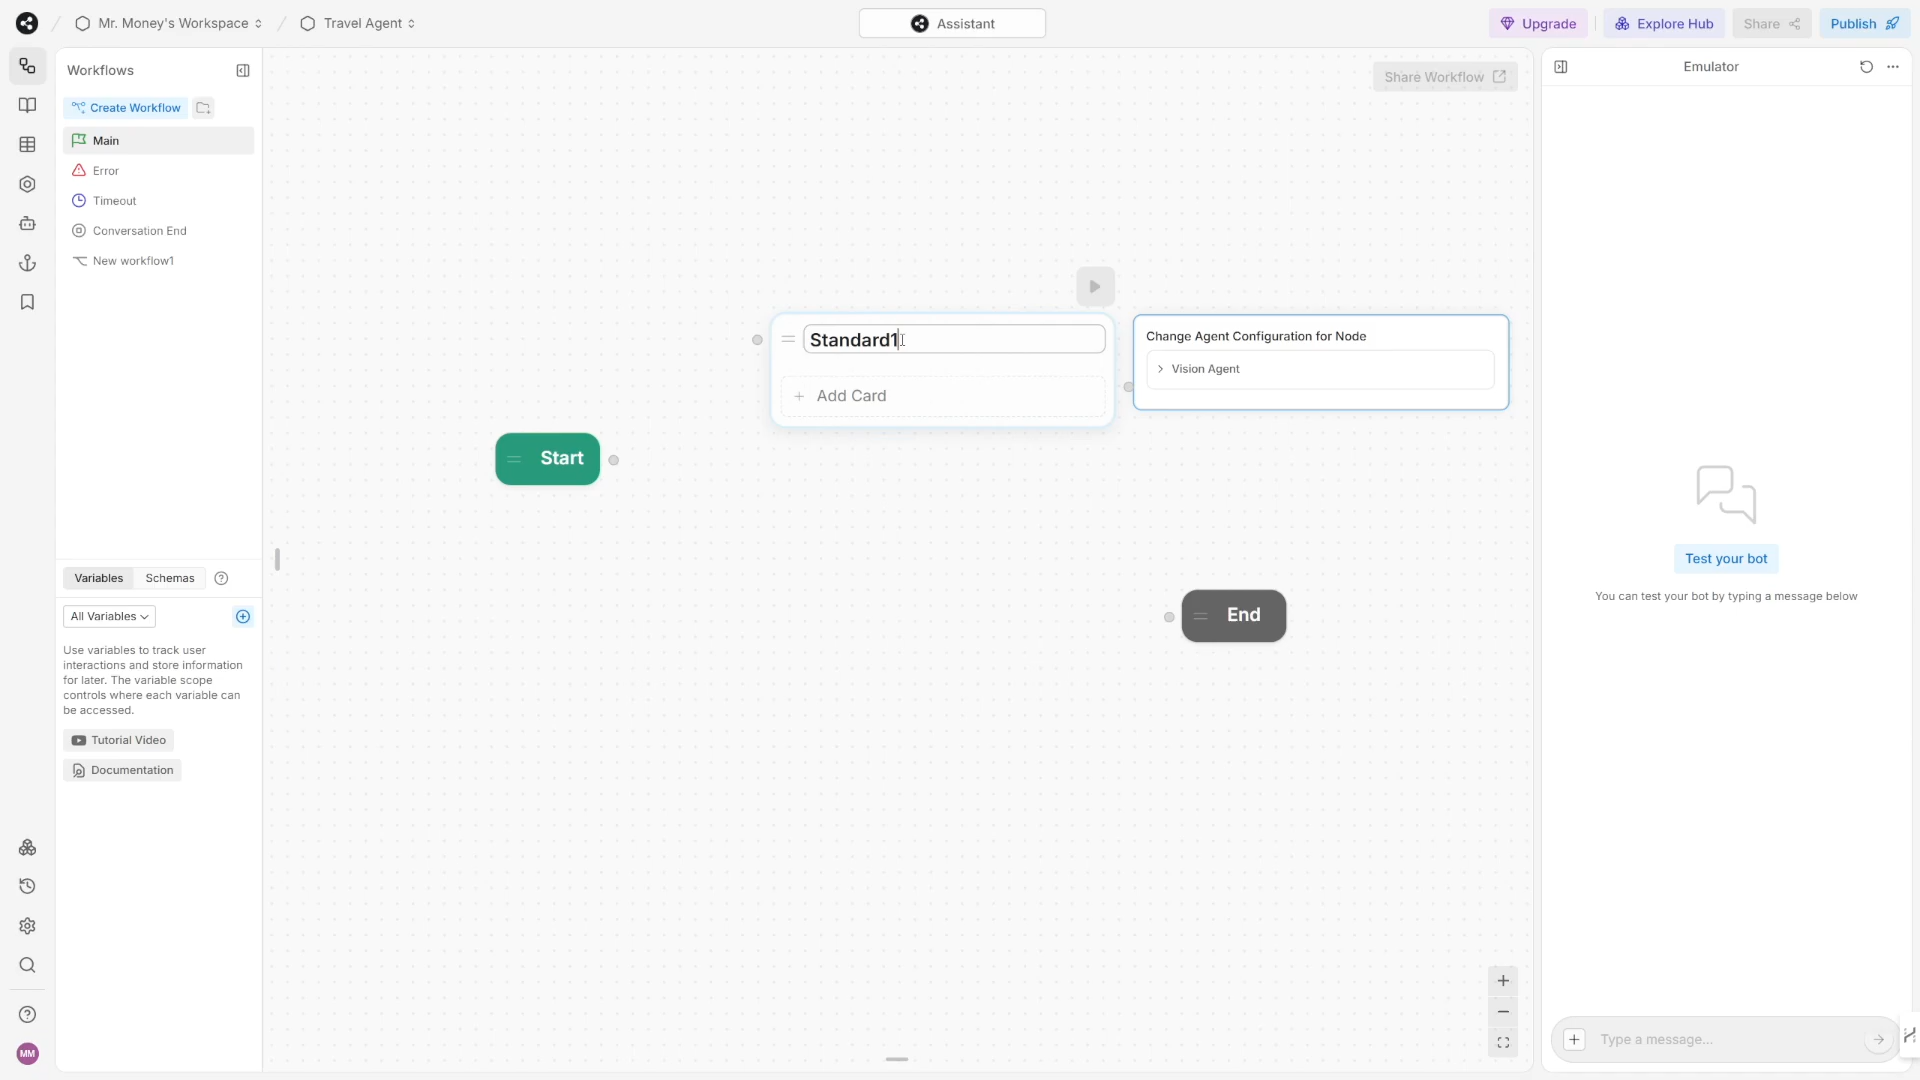 Mr. Money's Workspace
Travel Agent
Assistant
Upgrade
Explore Hub
Share
Publish
Workflows
Create Workflow
Main
Error
Timeout
Conversation End
New workflow1
Variables
Schemas
All Variables
Use variables to track user
interactions and store information
for later. The variable scope
controls where each variable can
be accessed.
Tutorial Video
Documentation
MM
Share Workflow
Standard1
Add Card
Change Agent Configuration for Node
Vision Agent
Start
End
Emulator
Test your bot
You can test your bot by typing a message below
Type a message...